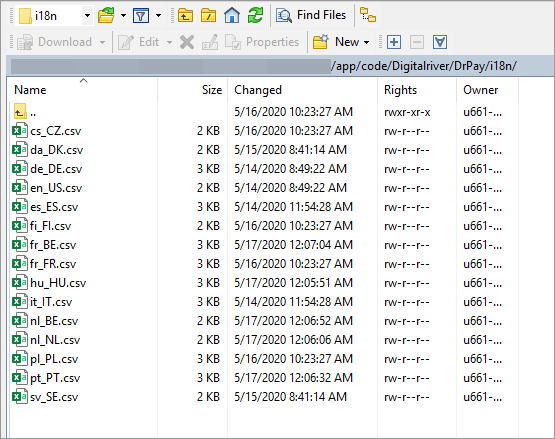 i18n Find Files
Download Edit Properties New
/app/code/Digitalriver/DrPay/i18n/
Name Size Changed Rights Owner
.. 5/16/2020 10:23:27 AM rwxr-xr-x u661-...
cs_CZ.csv 2 KB 5/16/2020 10:23:27 AM rw-r--r-- u661-...
da_DK.csv 2 KB 5/15/2020 8:41:14 AM rw-r--r-- u661-...
de_DE.csv 3 KB 5/14/2020 8:49:22 AM rw-r--r-- u661-...
en_US.csv 2 KB 5/14/2020 8:49:22 AM rw-r--r-- u661-...
es_ES.csv 3 KB 5/14/2020 11:54:28 AM rw-r--r-- u661-...
fi_FI.csv 2 KB 5/16/2020 10:23:27 AM rw-r--r-- u661-...
fr_BE.csv 3 KB 5/17/2020 12:07:04 AM rw-r--r-- u661-...
fr_FR.csv 3 KB 5/16/2020 10:23:27 AM rw-r--r-- u661-...
hu_HU.csv 3 KB 5/17/2020 12:05:51 AM rw-r--r-- u661-...
it_IT.csv 3 KB 5/14/2020 11:54:28 AM rw-r--r-- u661-...
nl_BE.csv 2 KB 5/17/2020 12:06:52 AM rw-r--r-- u661-...
nl_NL.csv 2 KB 5/17/2020 12:06:06 AM rw-r--r-- u661-...
pl_PL.csv 3 KB 5/16/2020 10:23:27 AM rw-r--r-- u661-...
pt_PT.csv 3 KB 5/17/2020 12:06:32 AM rw-r--r-- u661-...
sv_SE.csv 2 KB 5/15/2020 8:41:14 AM rw-r--r-- u661-...